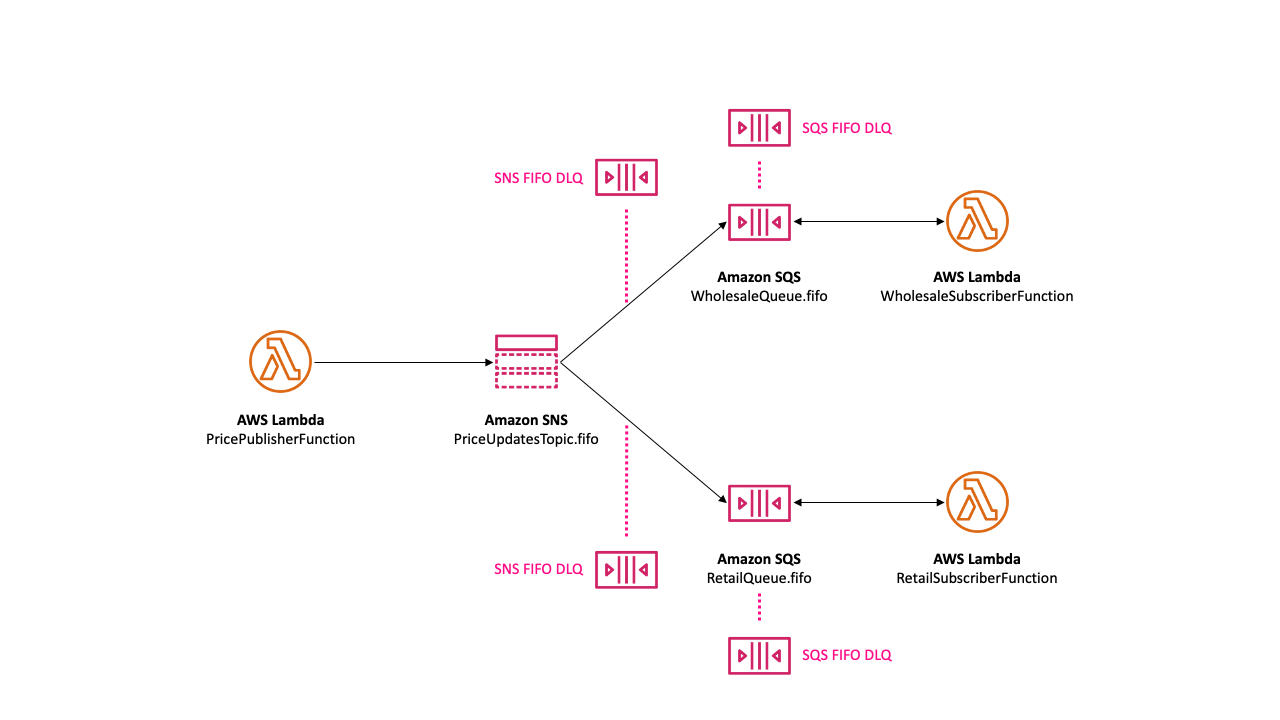 SQS FIFO DLQ
SNS FIFO DLQ
Amazon SQS
WholesaleQueue.fifo
AWS Lambda
WholesaleSubscriberFunction
AWS Lambda
PricePublisherFunction
Amazon SNS
PriceUpdatesTopic.fifo
SNS FIFO DLQ
Amazon SQS
RetailQueue.fifo
AWS Lambda
RetailSubscriberFunction
SQS FIFO DLQ